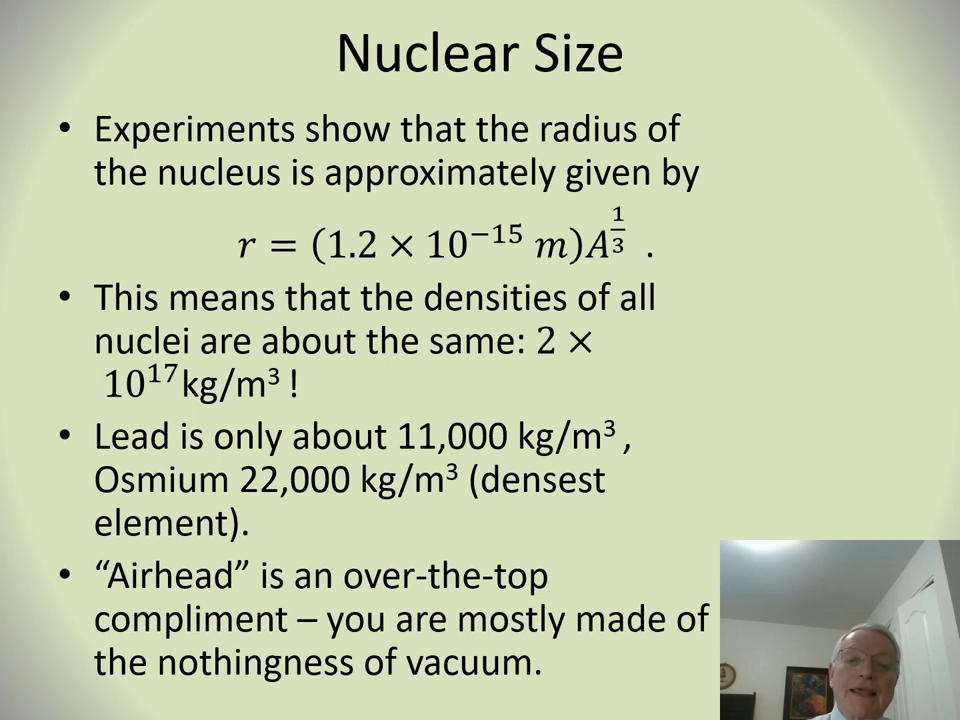 Nuclear Size
• Experiments show that the radius of
the nucleus is approximately given by
r = (1.2 × 10⁻¹⁵ m)A^(1/3) .
• This means that the densities of all
nuclei are about the same: 2 ×
10¹⁷kg/m³ !
• Lead is only about 11,000 kg/m³ ,
Osmium 22,000 kg/m³ (densest
element).
• “Airhead” is an over-the-top
compliment – you are mostly made of
the nothingness of vacuum.